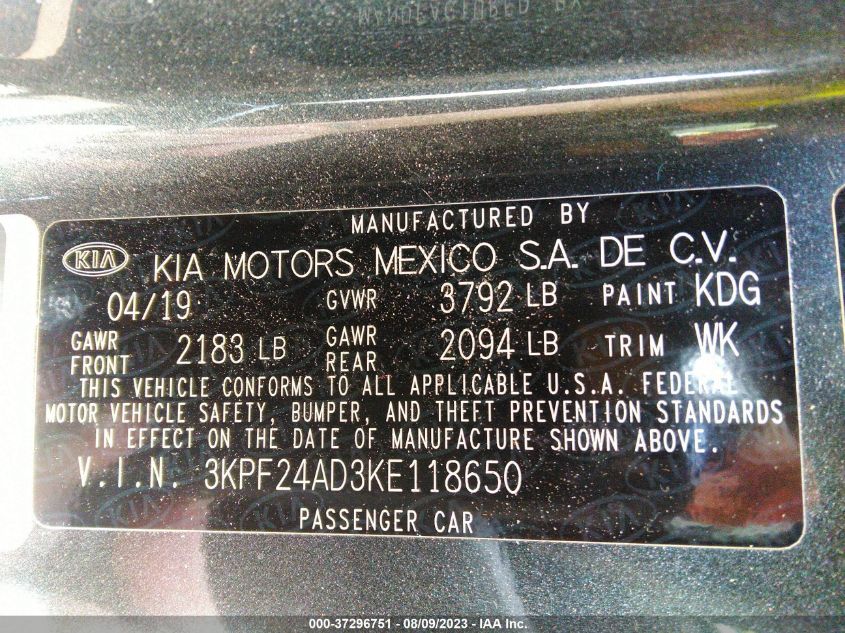 MANUFACTURED BY
KIA KIA MOTORS MEXICO S.A. DE C.V.
04/19 GVWR 3792 LB PAINT KDG
GAWR FRONT 2183 LB GAWR REAR 2094 LB TRIM WK
THIS VEHICLE CONFORMS TO ALL APPLICABLE U.S.A. FEDERAL
MOTOR VEHICLE SAFETY, BUMPER, AND THEFT PREVENTION STANDARDS
IN EFFECT ON THE DATE OF MANUFACTURE SHOWN ABOVE.
V.I.N. 3KPF24AD3KE118650
PASSENGER CAR
000-37296751 - 08/09/2023 - IAA Inc.